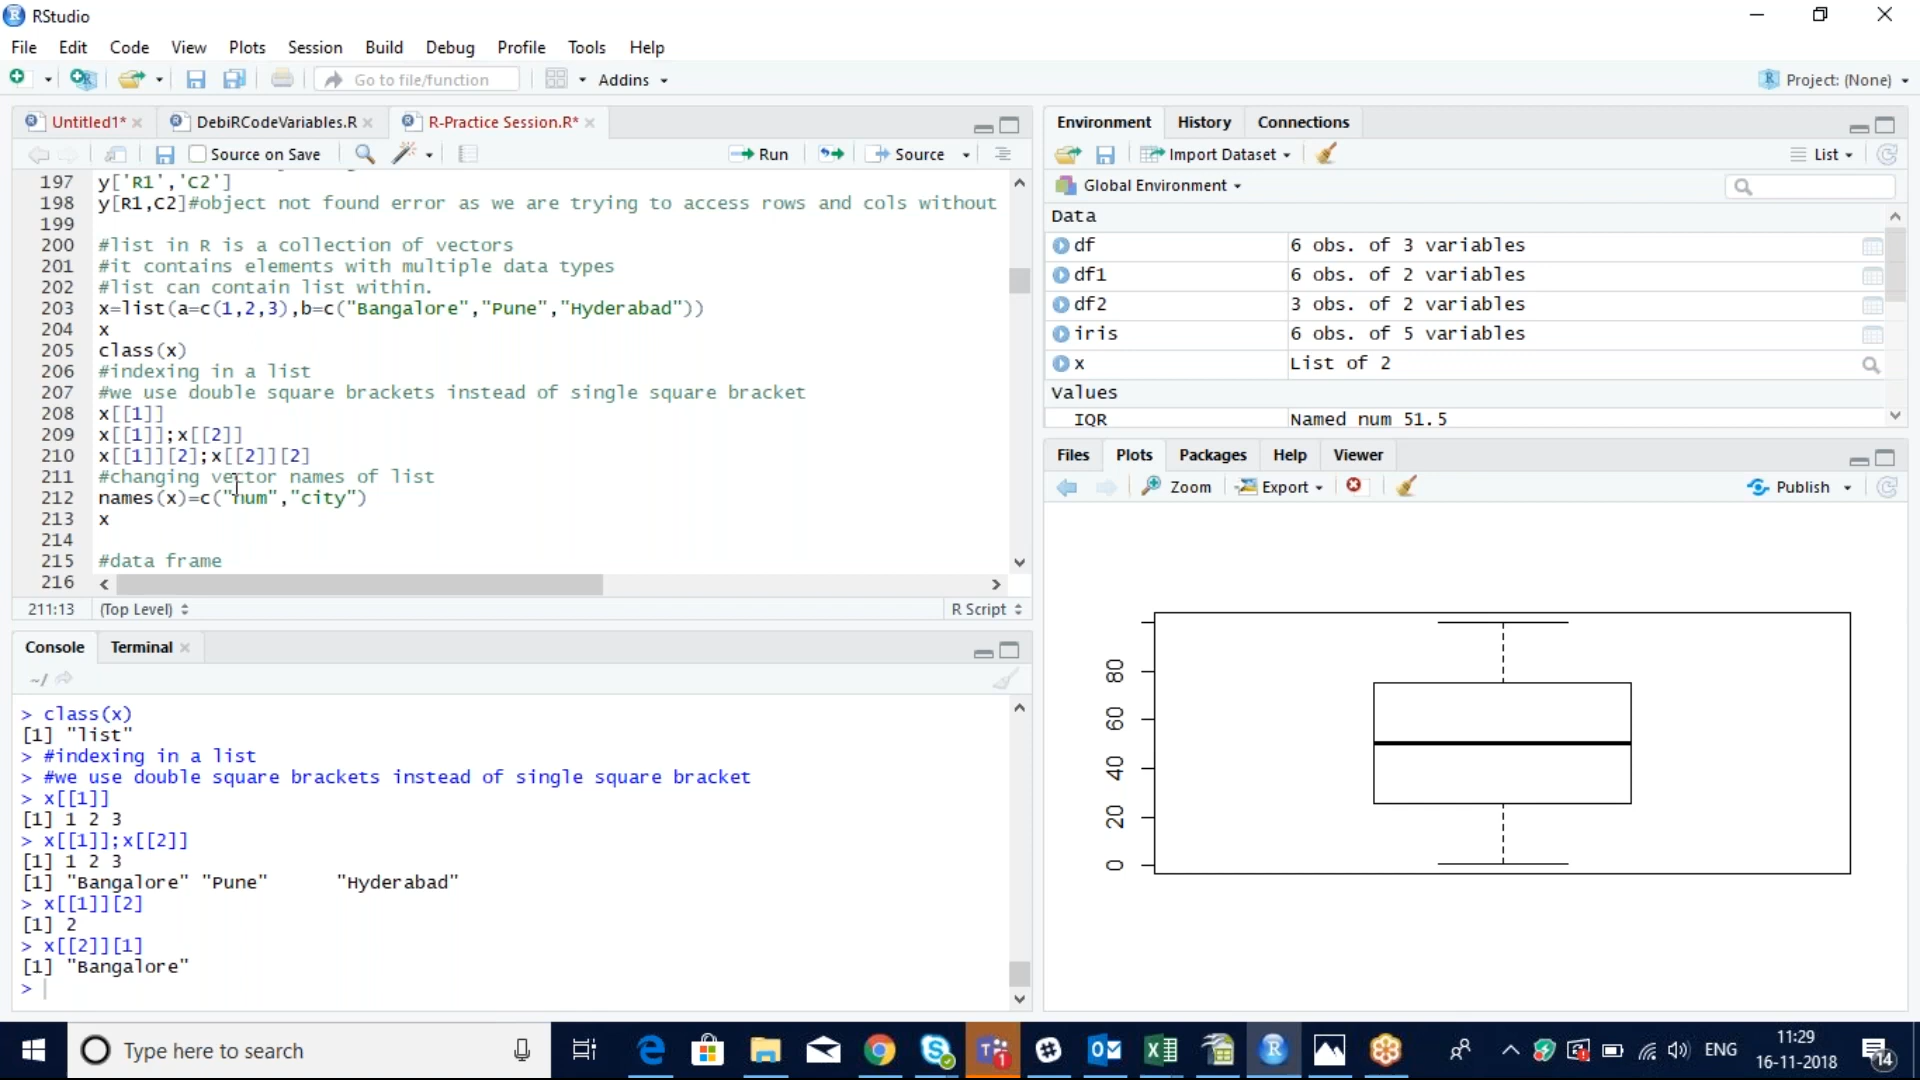 RStudio
File Edit Code View Plots Session Build Debug Profile Tools Help
Go to file/function Addins Project: (None)
Untitled1* DebiRCodeVariables.R R-Practice Session.R*
Source on Save Run Source
197 y['R1','C2']
198 y[R1,C2]#object not found error as we are trying to access rows and cols without
199
200 #list in R is a collection of vectors
201 #it contains elements with multiple data types
202 #list can contain list within.
203 x=list(a=c(1,2,3),b=c("Bangalore","Pune","Hyderabad"))
204 x
205 class(x)
206 #indexing in a list
207 #we use double square brackets instead of single square bracket
208 x[[1]]
209 x[[1]];x[[2]]
210 x[[1]][2];x[[2]][2]
211 #changing vector names of list
212 names(x)=c("num","city")
213 x
214
215 #data frame
216
211:13 (Top Level) R Script
Console Terminal
~/
> class(x)
[1] "list"
> #indexing in a list
> #we use double square brackets instead of single square bracket
> x[[1]]
[1] 1 2 3
> x[[1]];x[[2]]
[1] 1 2 3
[1] "Bangalore" "Pune" "Hyderabad"
> x[[1]][2]
[1] 2
> x[[2]][1]
[1] "Bangalore"
>
Environment History Connections
Import Dataset List
Global Environment
Data
df 6 obs. of 3 variables
df1 6 obs. of 2 variables
df2 3 obs. of 2 variables
iris 6 obs. of 5 variables
x List of 2
Values
IQR Named num 51.5
Files Plots Packages Help Viewer
Zoom Export Publish
80
60
40
20
0
Type here to search
ENG
11:29
16-11-2018
14